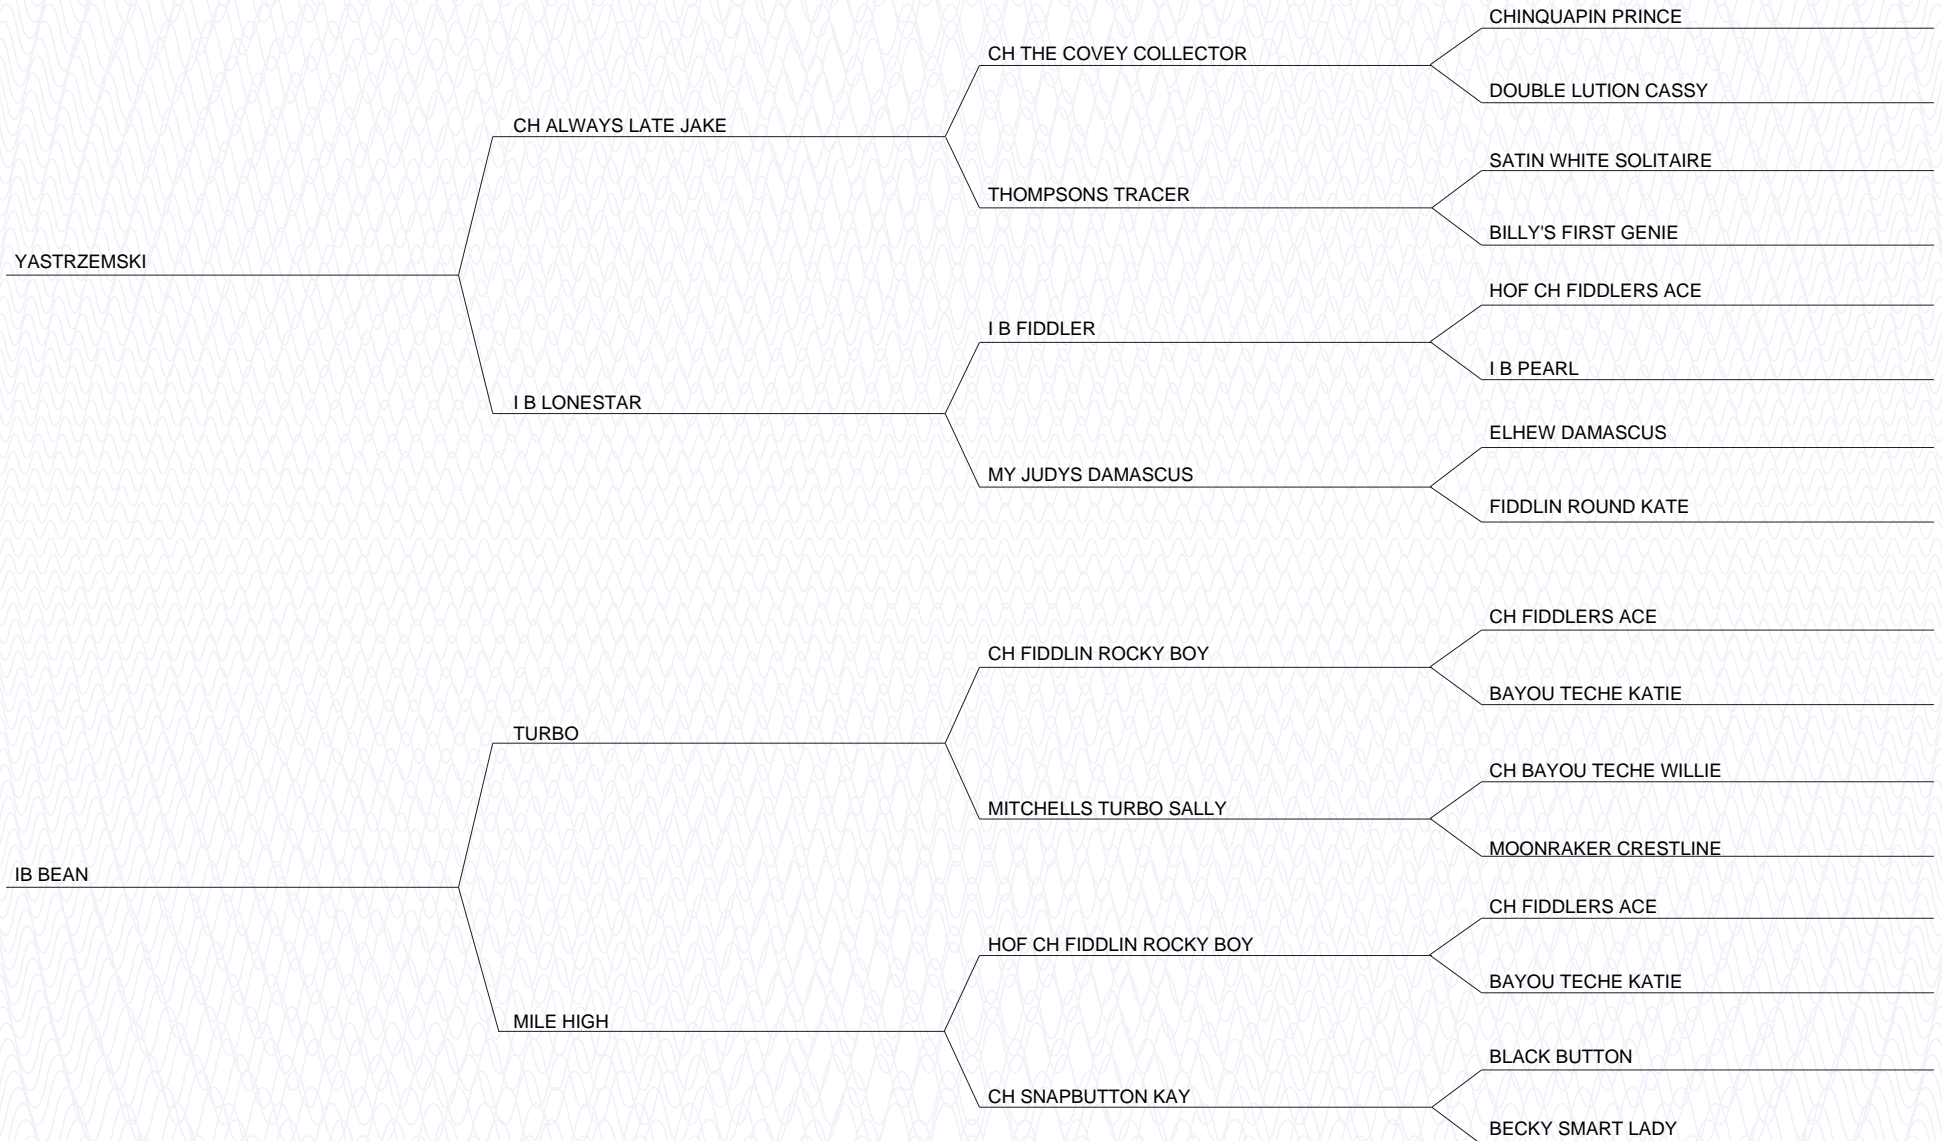 CHINQUAPIN PRINCE
CH THE COVEY COLLECTOR
DOUBLE LUTION CASSY
CH ALWAYS LATE JAKE
SATIN WHITE SOLITAIRE
THOMPSONS TRACER
BILLY'S FIRST GENIE
YASTRZEMSKI
HOF CH FIDDLERS ACE
I B FIDDLER
I B PEARL
I B LONESTAR
ELHEW DAMASCUS
MY JUDYS DAMASCUS
FIDDLIN ROUND KATE
CH FIDDLERS ACE
CH FIDDLIN ROCKY BOY
BAYOU TECHE KATIE
TURBO
CH BAYOU TECHE WILLIE
MITCHELLS TURBO SALLY
MOONRAKER CRESTLINE
IB BEAN
CH FIDDLERS ACE
HOF CH FIDDLIN ROCKY BOY
BAYOU TECHE KATIE
MILE HIGH
BLACK BUTTON
CH SNAPBUTTON KAY
BECKY SMART LADY